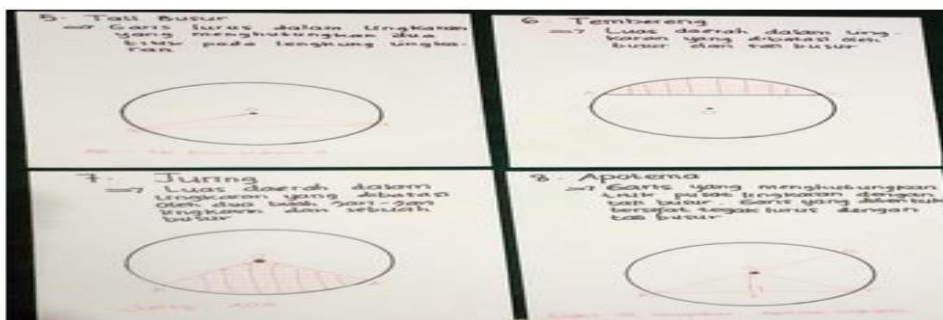 5. Tali Busur
=> Garis lurus dalam lingkaran
yang menghubungkan dua
titik pada lengkung lingka-
ran
6. Tembereng
=> Luas daerah dalam ling-
karan yang dibatasi oleh
busur dan tali busur
7. Juring
=> Luas daerah dalam
lingkaran yang dibatasi
oleh dua buah jari-jari
lingkaran dan sebuah
busur
8. Apotema
=> Garis yang menghubungkan
titik pusat lingkaran dengan
tali busur. Garis yang dibentuk
bersifat tegak lurus dengan
tali busur